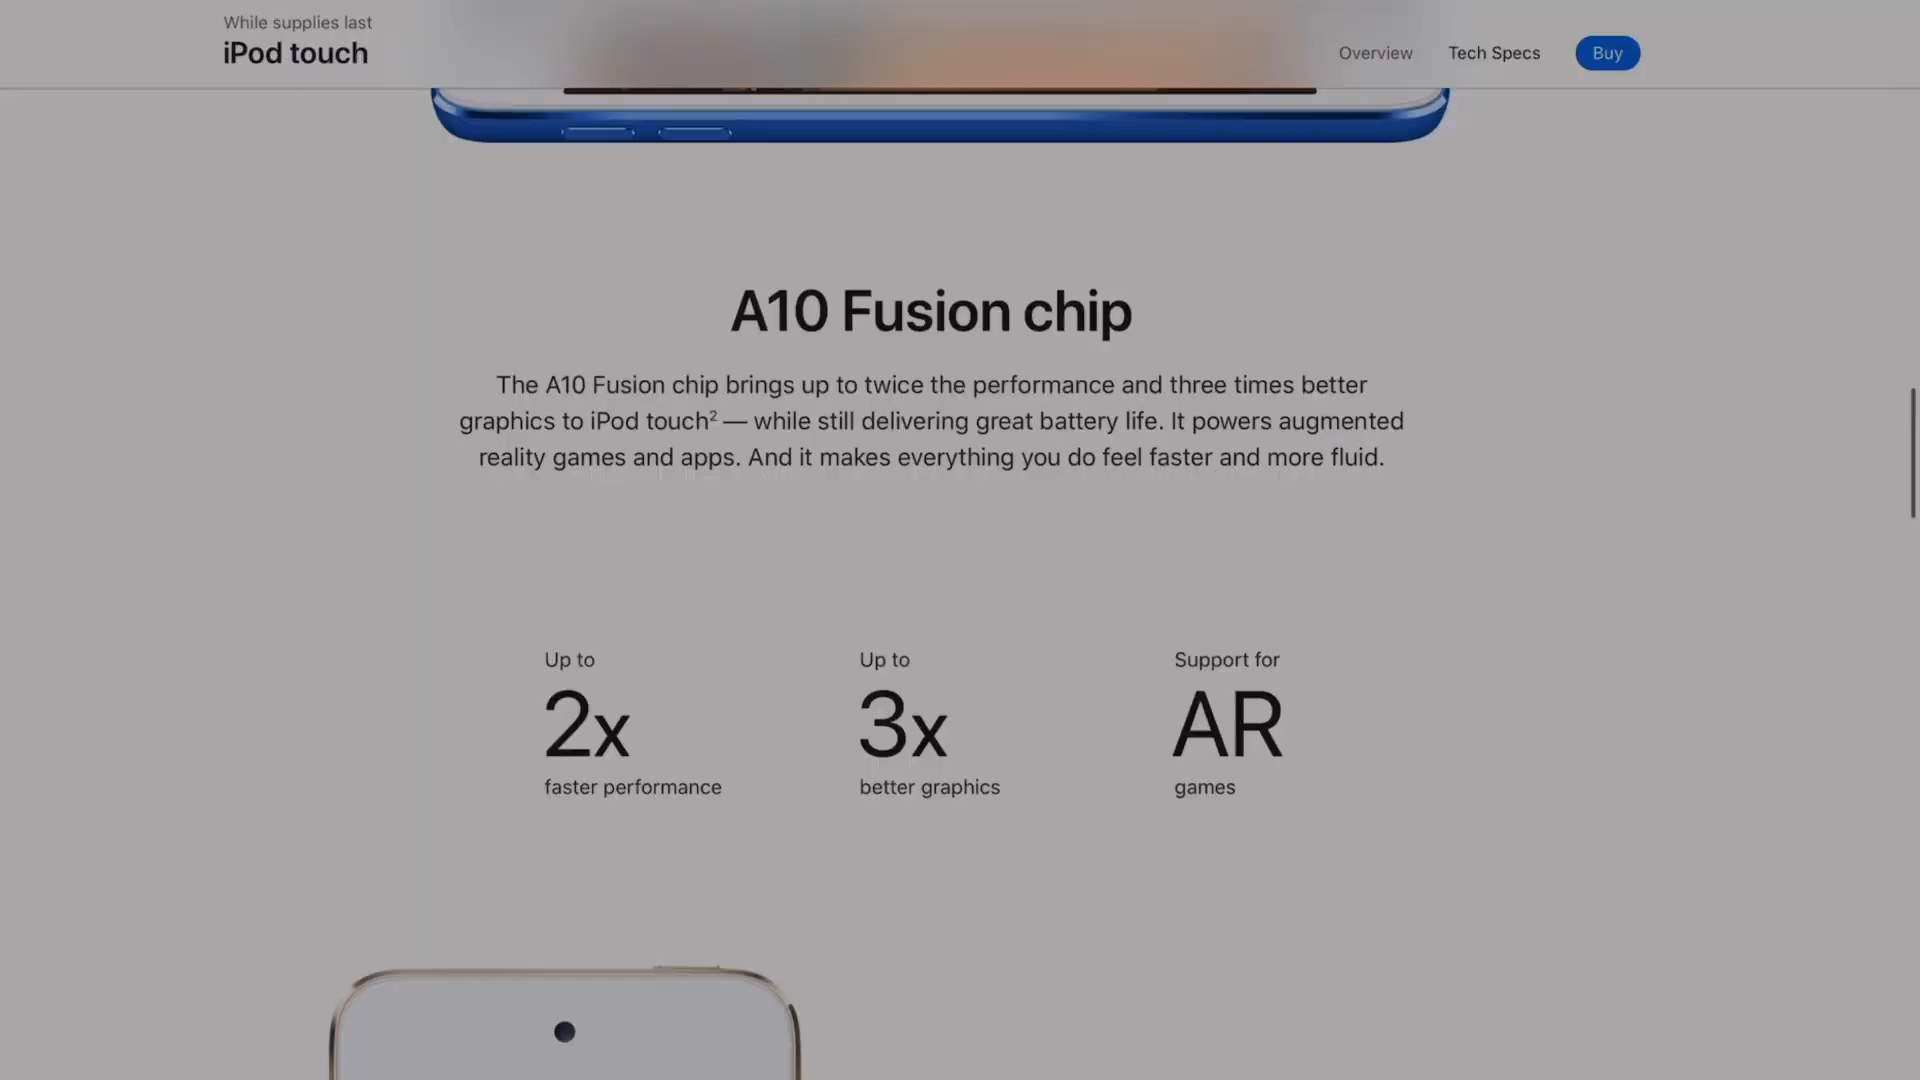 While supplies last
iPod touch
Overview
Tech Specs
Buy
A10 Fusion chip
The A10 Fusion chip brings up to twice the performance and three times better
graphics to iPod touch² — while still delivering great battery life. It powers augmented
reality games and apps. And it makes everything you do feel faster and more fluid.
Up to
2x
faster performance
Up to
3x
better graphics
Support for
AR
games